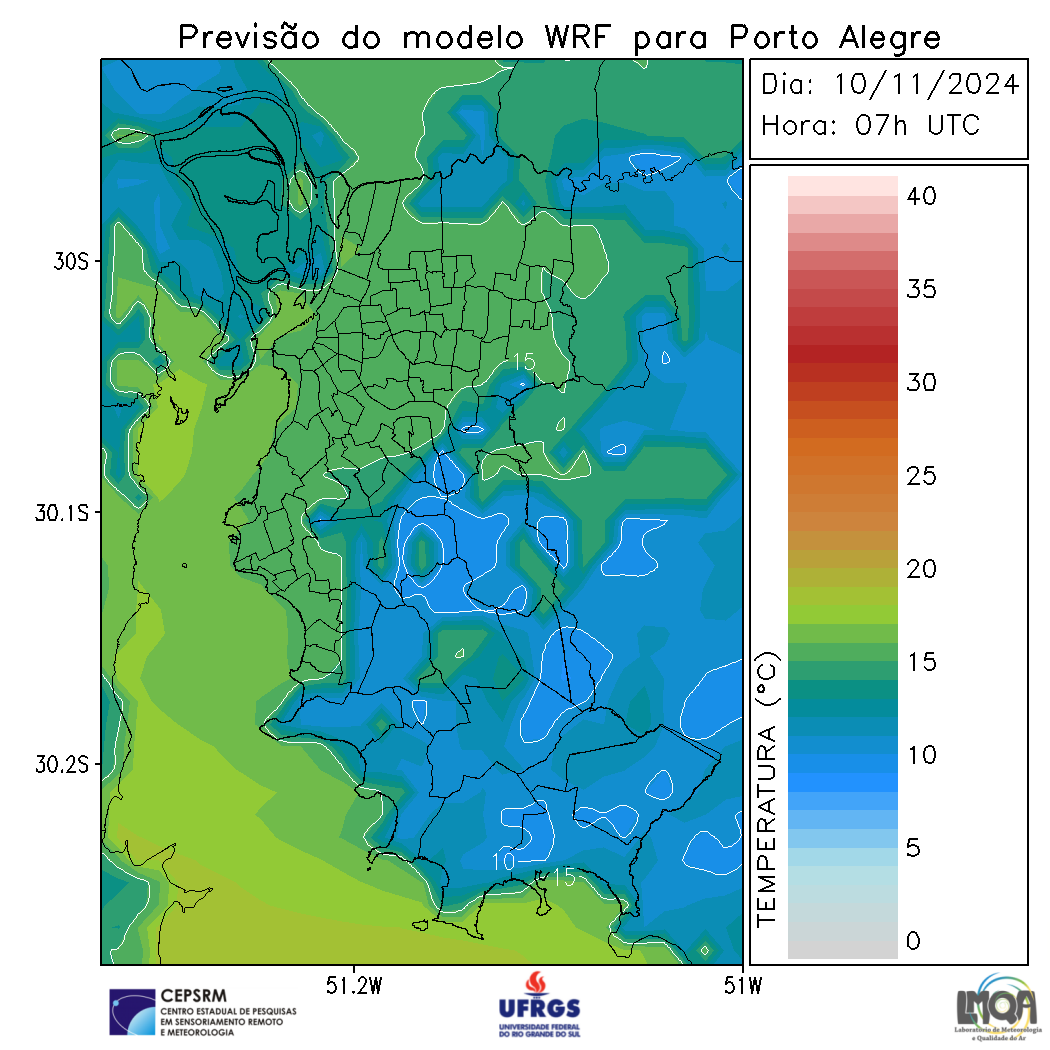 Previsão do modelo WRF para Porto Alegre
Dia: 10/11/2024
Hora: 07h UTC
40
35
30
25
20
15
10
5
0
TEMPERATURA (°C)
30S
30.1S
30.2S
51.2W
51W
15
10
15
CEPSRM
CENTRO ESTADUAL DE PESQUISAS
EM SENSORIAMENTO REMOTO
E METEOROLOGIA
UFRGS
UNIVERSIDADE FEDERAL
DO RIO GRANDE DO SUL
LMQA
Laboratório de Meteorologia
e Qualidade do Ar